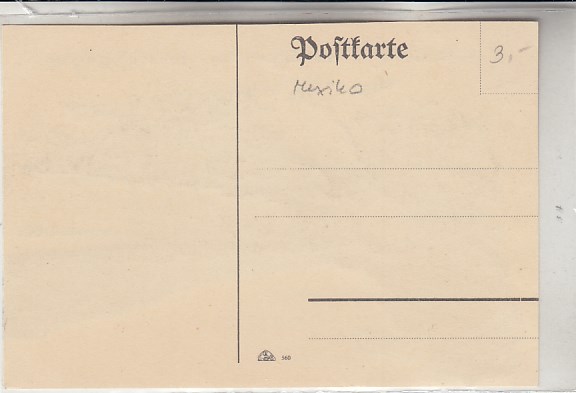 Poſtkarte
3,-
Mexiko
560